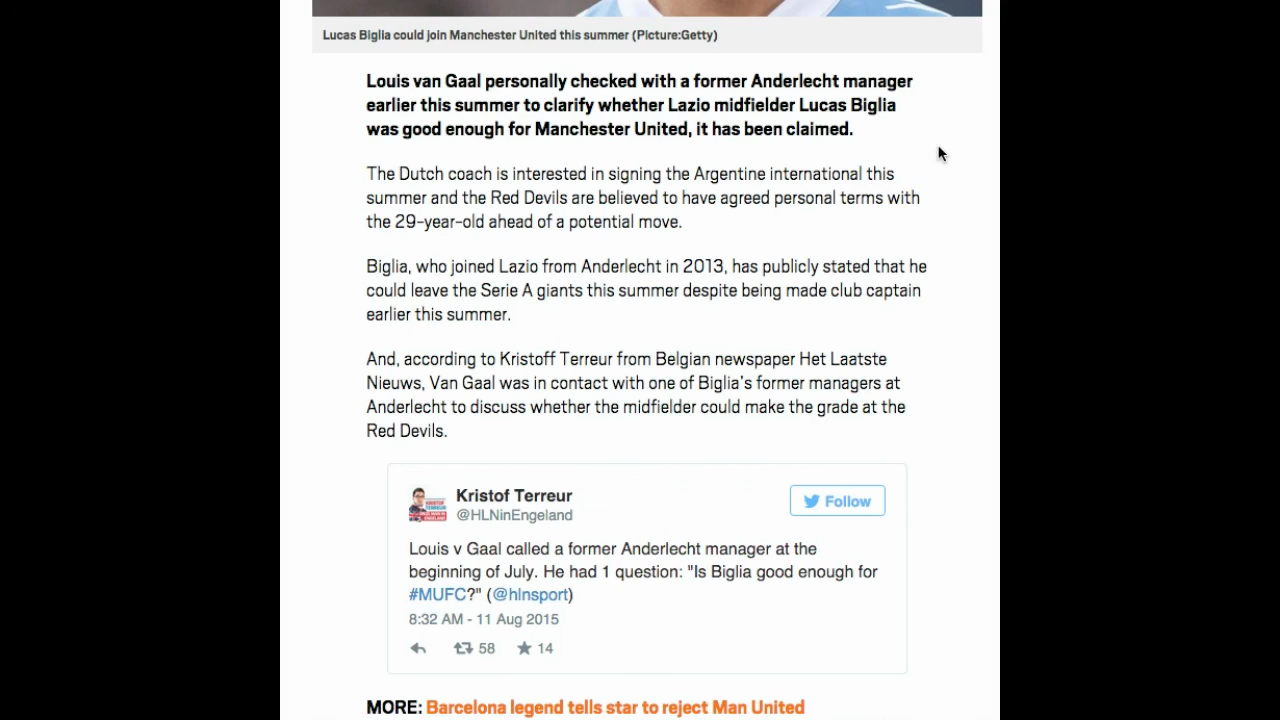 Lucas Biglia could join Manchester United this summer (Picture:Getty)
Louis van Gaal personally checked with a former Anderlecht manager
earlier this summer to clarify whether Lazio midfielder Lucas Biglia
was good enough for Manchester United, it has been claimed.
The Dutch coach is interested in signing the Argentine international this
summer and the Red Devils are believed to have agreed personal terms with
the 29-year-old ahead of a potential move.
Biglia, who joined Lazio from Anderlecht in 2013, has publicly stated that he
could leave the Serie A giants this summer despite being made club captain
earlier this summer.
And, according to Kristoff Terreur from Belgian newspaper Het Laatste
Nieuws, Van Gaal was in contact with one of Biglia's former managers at
Anderlecht to discuss whether the midfielder could make the grade at the
Red Devils.
Kristof Terreur
@HLNinEngeland
Follow
Louis v Gaal called a former Anderlecht manager at the
beginning of July. He had 1 question: "Is Biglia good enough for
#MUFC?" (@hlnsport)
8:32 AM - 11 Aug 2015
58 14
MORE: Barcelona legend tells star to reject Man United